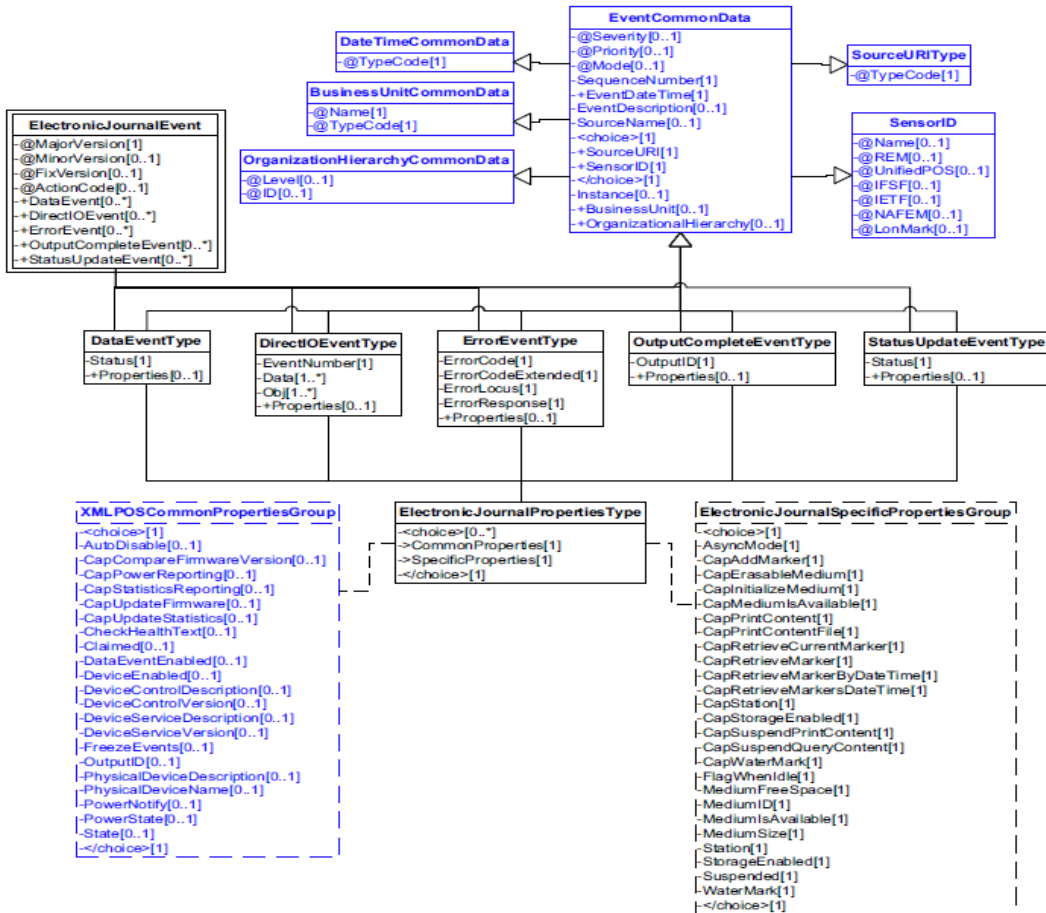 EventCommonData
-@Severity[0..1]
-@Priority[0..1]
-@Mode[0..1]
-SequenceNumber[1]
-+EventDateTime[1]
-EventDescription[0..1]
-SourceName[0..1]
-<choice>[1]
-+SourceURI[1]
-+SensorID[1]
-</choice>[1]
-Instance[0..1]
-+BusinessUnit[0..1]
-+OrganizationalHierarchy[0..1]
DateTimeCommonData
-@TypeCode[1]
BusinessUnitCommonData
-@Name[1]
-@TypeCode[1]
OrganizationHierarchyCommonData
-@Level[0..1]
-@ID[0..1]
SourceURIType
-@TypeCode[1]
SensorID
-@Name[0..1]
-@REM[0..1]
-@UnifiedPOS[0..1]
-@IFSF[0..1]
-@IETF[0..1]
-@NAFEM[0..1]
-@LonMark[0..1]
ElectronicJournalEvent
-@MajorVersion[1]
-@MinorVersion[0..1]
-@FixVersion[0..1]
-@ActionCode[0..1]
-+DataEvent[0..*]
-+DirectIOEvent[0..*]
-+ErrorEvent[0..*]
-+OutputCompleteEvent[0..*]
-+StatusUpdateEvent[0..*]
DataEventType
-Status[1]
-+Properties[0..1]
DirectIOEventType
-EventNumber[1]
-Data[1..*]
-Obj[1..*]
-+Properties[0..1]
ErrorEventType
-ErrorCode[1]
-ErrorCodeExtended[1]
-ErrorLocus[1]
-ErrorResponse[1]
-+Properties[0..1]
OutputCompleteEventType
-OutputID[1]
-+Properties[0..1]
StatusUpdateEventType
-Status[1]
-+Properties[0..1]
XMLPOSCommonPropertiesGroup
-<choice>[1]
-AutoDisable[0..1]
-CapCompareFirmwareVersion[0..1]
-CapPowerReporting[0..1]
-CapStatisticsReporting[0..1]
-CapUpdateFirmware[0..1]
-CapUpdateStatistics[0..1]
-CheckHealthText[0..1]
-Claimed[0..1]
-DataEventEnabled[0..1]
-DeviceEnabled[0..1]
-DeviceControlDescription[0..1]
-DeviceControlVersion[0..1]
-DeviceServiceDescription[0..1]
-DeviceServiceVersion[0..1]
-FreezeEvents[0..1]
-OutputID[0..1]
-PhysicalDeviceDescription[0..1]
-PhysicalDeviceName[0..1]
-PowerNotify[0..1]
-PowerState[0..1]
-State[0..1]
-</choice>[1]
ElectronicJournalPropertiesType
-<choice>[0..*]
->CommonProperties[1]
->SpecificProperties[1]
-</choice>[1]
ElectronicJournalSpecificPropertiesGroup
-<choice>[1]
-AsyncMode[1]
-CapAddMarker[1]
-CapErasableMedium[1]
-CapInitializeMedium[1]
-CapMediumIsAvailable[1]
-CapPrintContent[1]
-CapPrintContentFile[1]
-CapRetrieveCurrentMarker[1]
-CapRetrieveMarker[1]
-CapRetrieveMarkerByDateTime[1]
-CapRetrieveMarkersDateTime[1]
-CapStation[1]
-CapStorageEnabled[1]
-CapSuspendPrintContent[1]
-CapSuspendQueryContent[1]
-CapWaterMark[1]
-FlagWhenIdle[1]
-MediumFreeSpace[1]
-MediumID[1]
-MediumIsAvailable[1]
-MediumSize[1]
-Station[1]
-StorageEnabled[1]
-Suspended[1]
-WaterMark[1]
-</choice>[1]